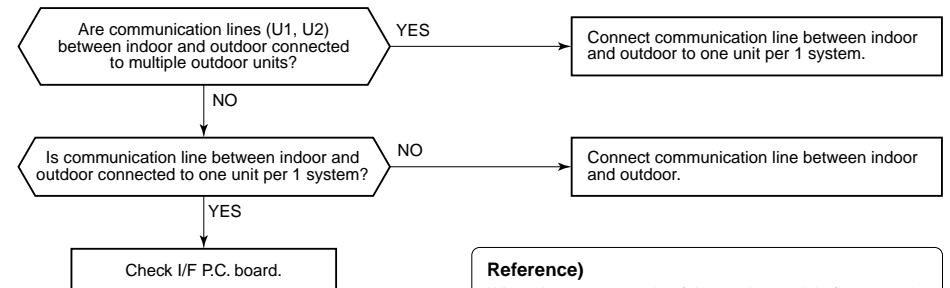 Are communication lines (U1, U2)
between indoor and outdoor connected
to multiple outdoor units?
YES
Connect communication line between indoor
and outdoor to one unit per 1 system.
NO
Is communication line between indoor and
outdoor connected to one unit per 1 system?
NO
Connect communication line between indoor
and outdoor.
YES
Check I/F P.C. board.
Reference)